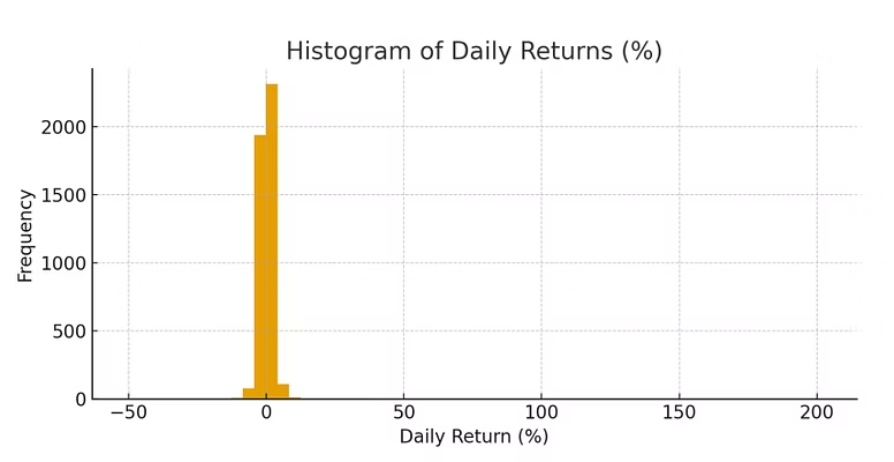 Histogram of Daily Returns (%)
2000
1500
1000
500
0
Frequency
−50 0 50 100 150 200
Daily Return (%)